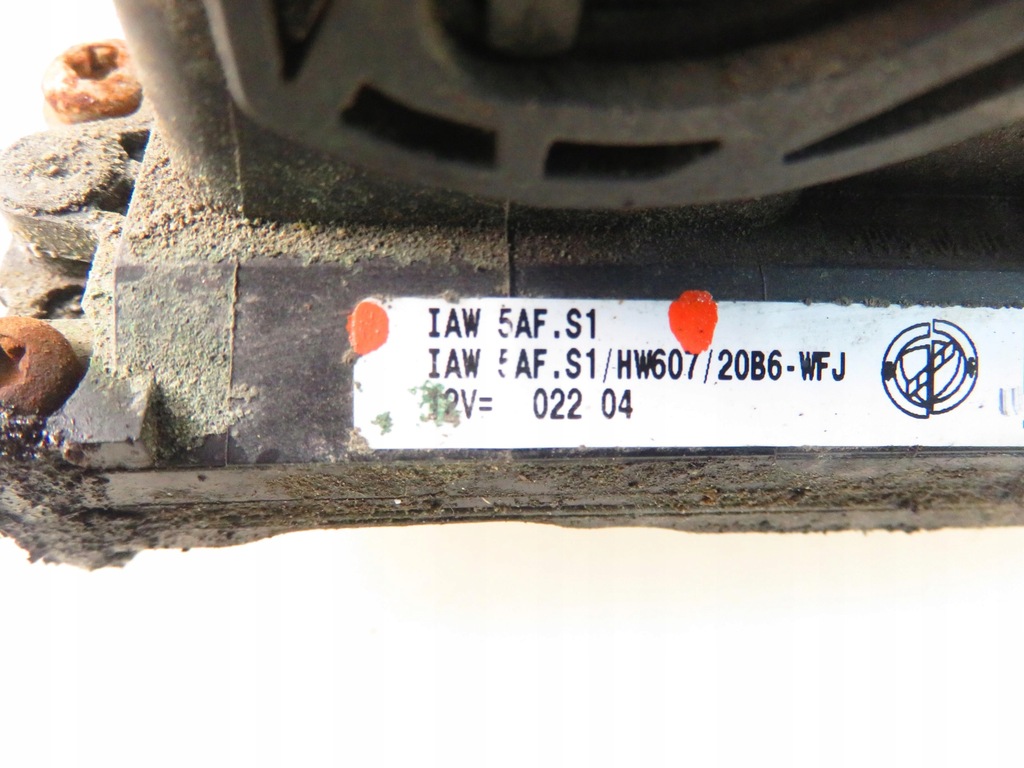 IAW 5AF.S1
IAW 5AF.S1/HW607/20B6-WFJ
12V= 022 04